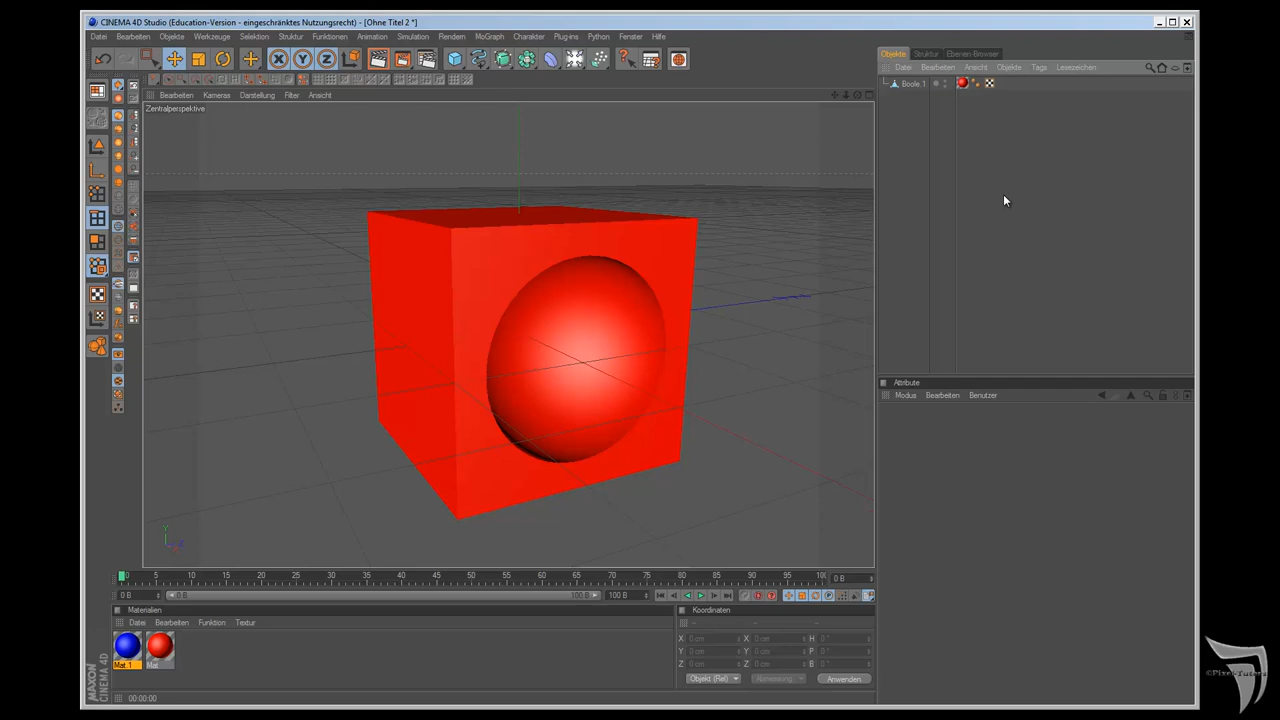 CINEMA 4D Studio (Education-Version - eingeschränktes Nutzungsrecht) - [Ohne Titel 2 *]
Datei Bearbeiten Objekte Werkzeuge Selektion Struktur Funktionen Animation Simulation Rendern MoGraph Charakter Plug-ins Python Fenster Hilfe
Objekte Struktur Ebenen-Browser
Datei Bearbeiten Ansicht Objekte Tags Lesezeichen
Boole.1
Bearbeiten Kameras Darstellung Filter Ansicht
Zentralperspektive
Attribute
Modus Bearbeiten Benutzer
Y
0 5 10 15 20 25 30 35 40 45 50 55 60 65 70 75 80 85 90 95 100
0 B
0 B 0 B 100 B 100 B
Materialien
Datei Bearbeiten Funktion Textur
Mat.1 Mat
Koordinaten
-- -- --
X 0 cm X 0 cm H 0 °
Y 0 cm Y 0 cm P 0 °
Z 0 cm Z 0 cm B 0 °
Objekt (Rel) Abmessung Anwenden
MAXON
CINEMA 4D
00:00:00